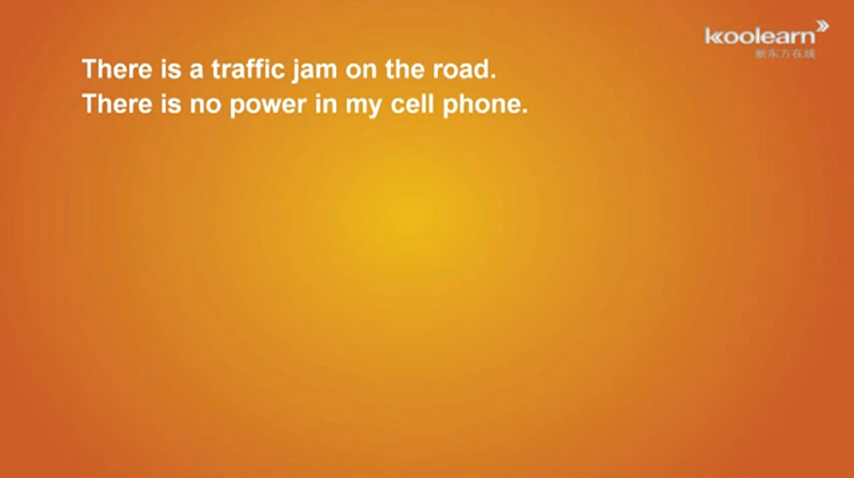 koolearn
新东方在线
There is a traffic jam on the road.
There is no power in my cell phone.